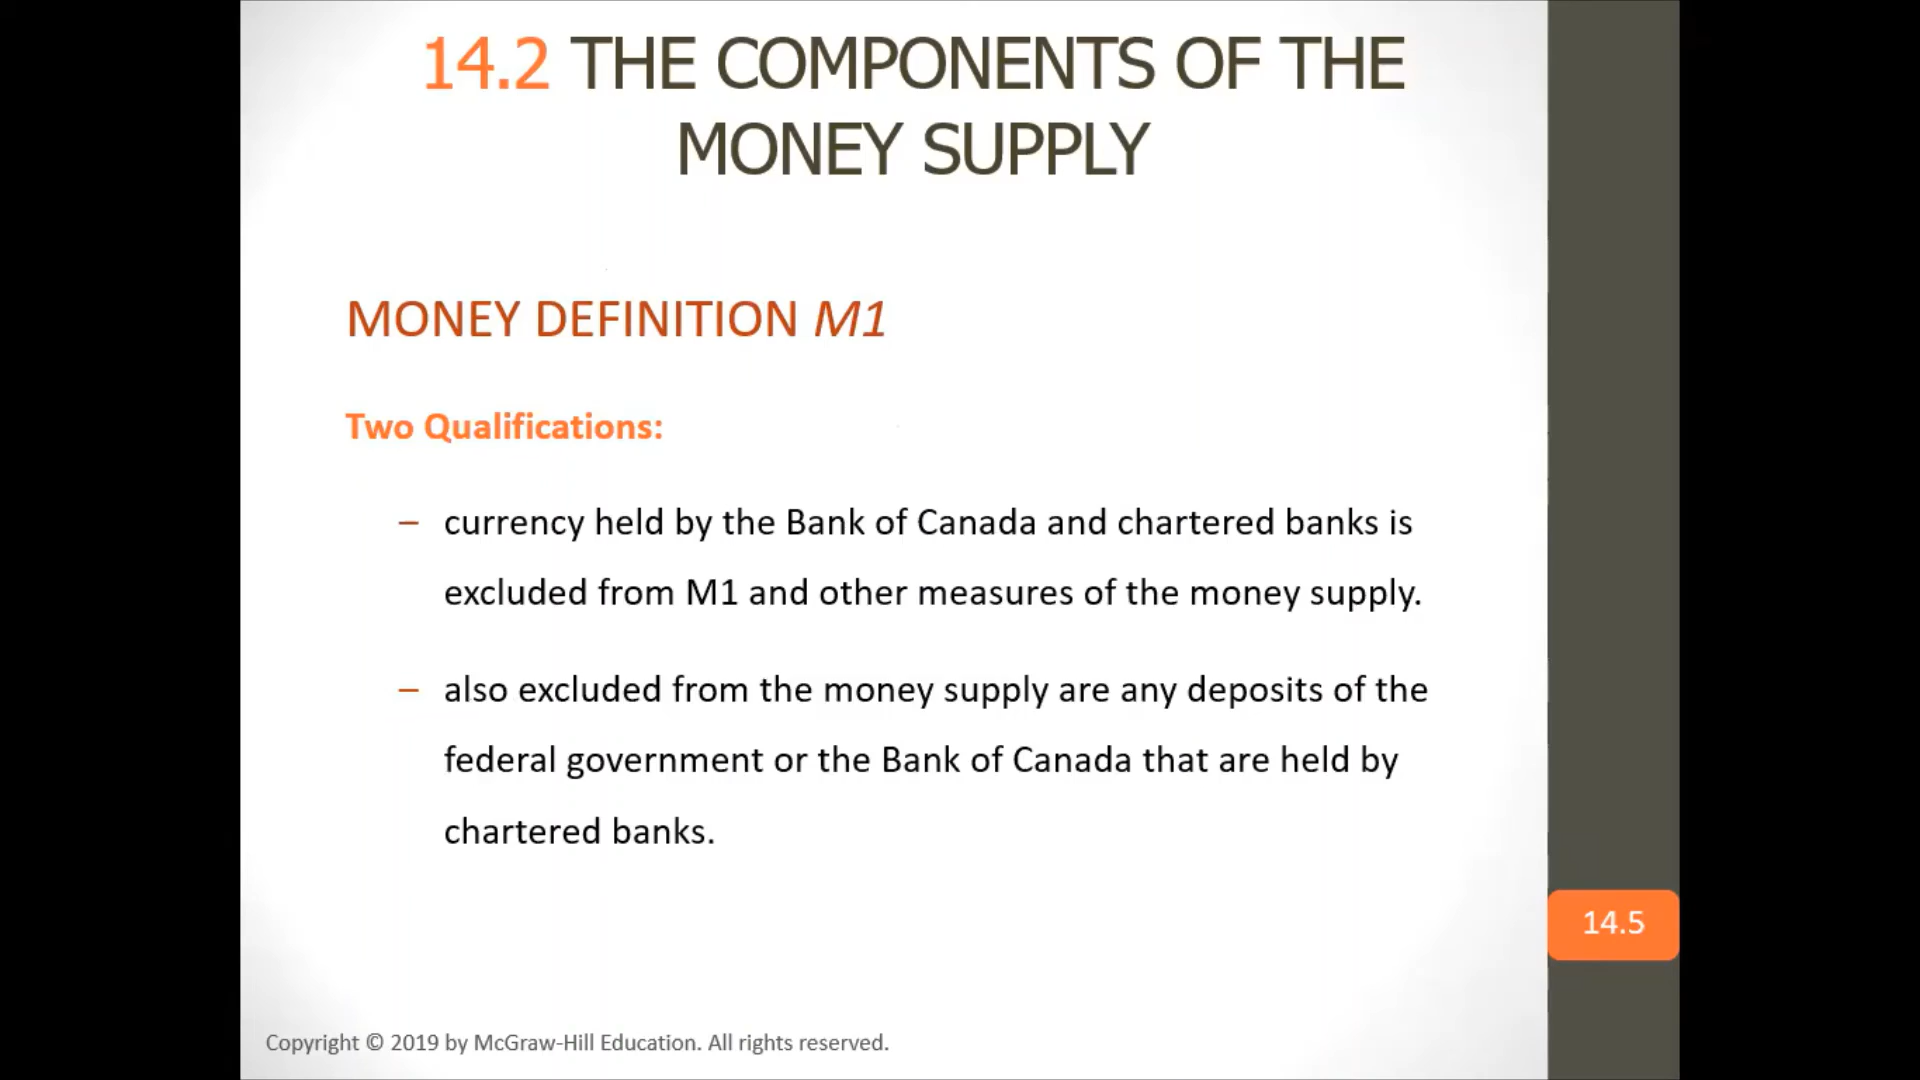 14.2 THE COMPONENTS OF THE
MONEY SUPPLY
MONEY DEFINITION M1
Two Qualifications:
– currency held by the Bank of Canada and chartered banks is
excluded from M1 and other measures of the money supply.
– also excluded from the money supply are any deposits of the
federal government or the Bank of Canada that are held by
chartered banks.
14.5
Copyright © 2019 by McGraw-Hill Education. All rights reserved.